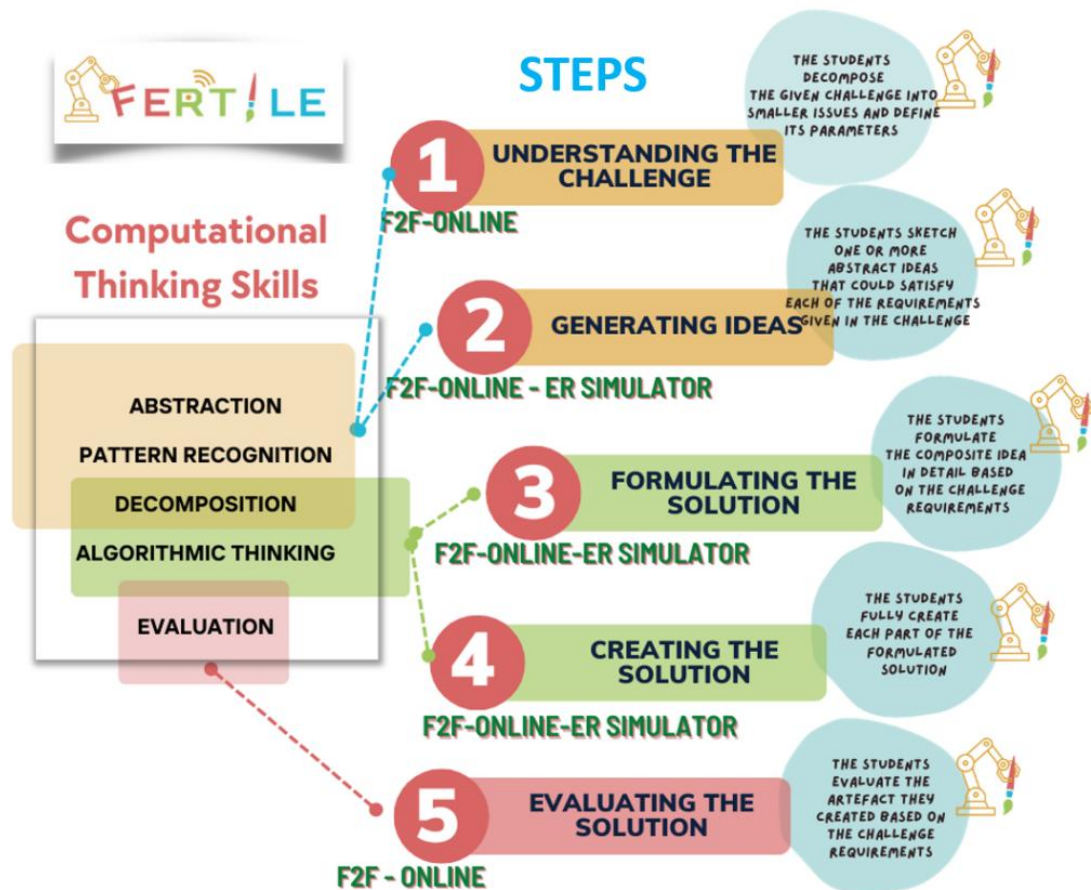 FERTILE
STEPS
Computational
Thinking Skills
ABSTRACTION
PATTERN RECOGNITION
DECOMPOSITION
ALGORITHMIC THINKING
EVALUATION
1
UNDERSTANDING THE
CHALLENGE
F2F-ONLINE
THE STUDENTS
DECOMPOSE
THE GIVEN CHALLENGE INTO
SMALLER ISSUES AND DEFINE
ITS PARAMETERS
2
GENERATING IDEAS
F2F-ONLINE - ER SIMULATOR
THE STUDENTS SKETCH
ONE OR MORE
ABSTRACT IDEAS
THAT COULD SATISFY
EACH OF THE REQUIREMENTS
GIVEN IN THE CHALLENGE
3
FORMULATING THE
SOLUTION
F2F-ONLINE-ER SIMULATOR
THE STUDENTS
FORMULATE
THE COMPOSITE IDEA
IN DETAIL BASED
ON THE CHALLENGE
REQUIREMENTS
4
CREATING THE
SOLUTION
F2F-ONLINE-ER SIMULATOR
THE STUDENTS
FULLY CREATE
EACH PART OF THE
FORMULATED
SOLUTION
5
EVALUATING THE
SOLUTION
F2F - ONLINE
THE STUDENTS
EVALUATE THE
ARTEFACT THEY
CREATED BASED ON
THE CHALLENGE
REQUIREMENTS